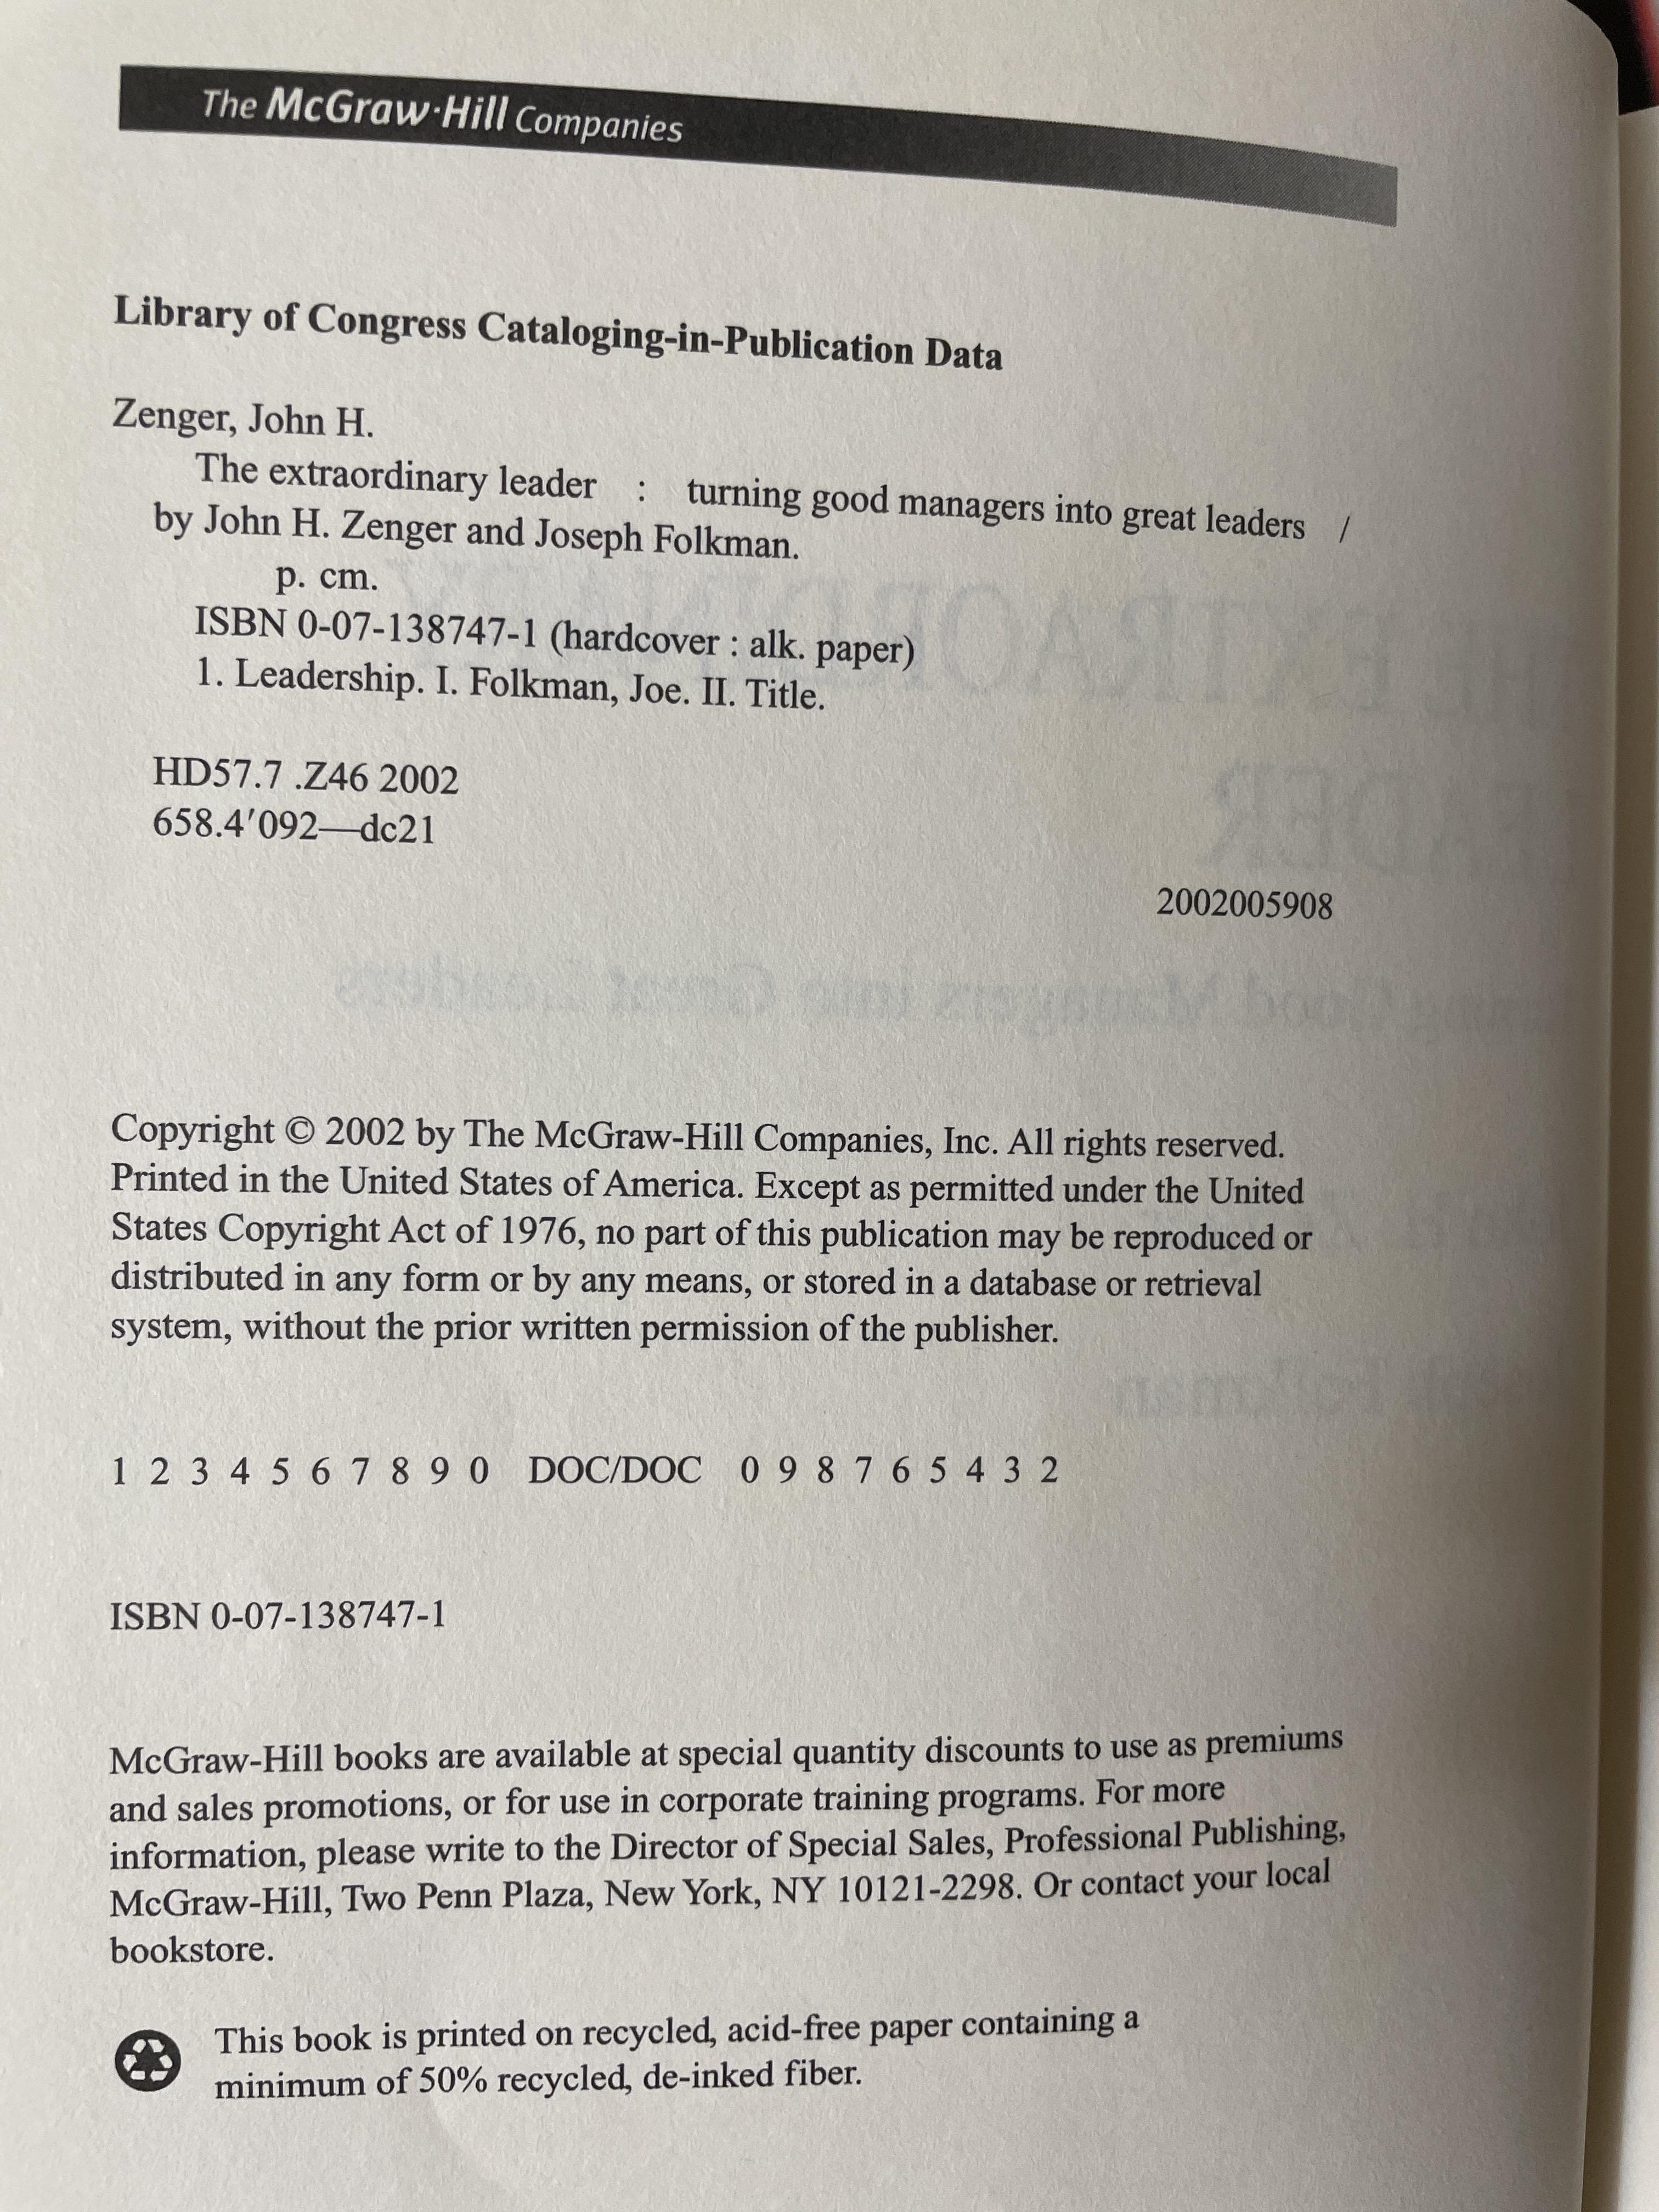 The McGraw·Hill Companies
Library of Congress Cataloging-in-Publication Data
Zenger, John H.
The extraordinary leader : turning good managers into great leaders /
by John H. Zenger and Joseph Folkman.
p. cm.
ISBN 0-07-138747-1 (hardcover : alk. paper)
1. Leadership. I. Folkman, Joe. II. Title.
HD57.7 .Z46 2002
658.4′092—dc21
2002005908
Copyright © 2002 by The McGraw-Hill Companies, Inc. All rights reserved.
Printed in the United States of America. Except as permitted under the United
States Copyright Act of 1976, no part of this publication may be reproduced or
distributed in any form or by any means, or stored in a database or retrieval
system, without the prior written permission of the publisher.
1 2 3 4 5 6 7 8 9 0 DOC/DOC 0 9 8 7 6 5 4 3 2
ISBN 0-07-138747-1
McGraw-Hill books are available at special quantity discounts to use as premiums
and sales promotions, or for use in corporate training programs. For more
information, please write to the Director of Special Sales, Professional Publishing,
McGraw-Hill, Two Penn Plaza, New York, NY 10121-2298. Or contact your local
bookstore.
This book is printed on recycled, acid-free paper containing a
minimum of 50% recycled, de-inked fiber.